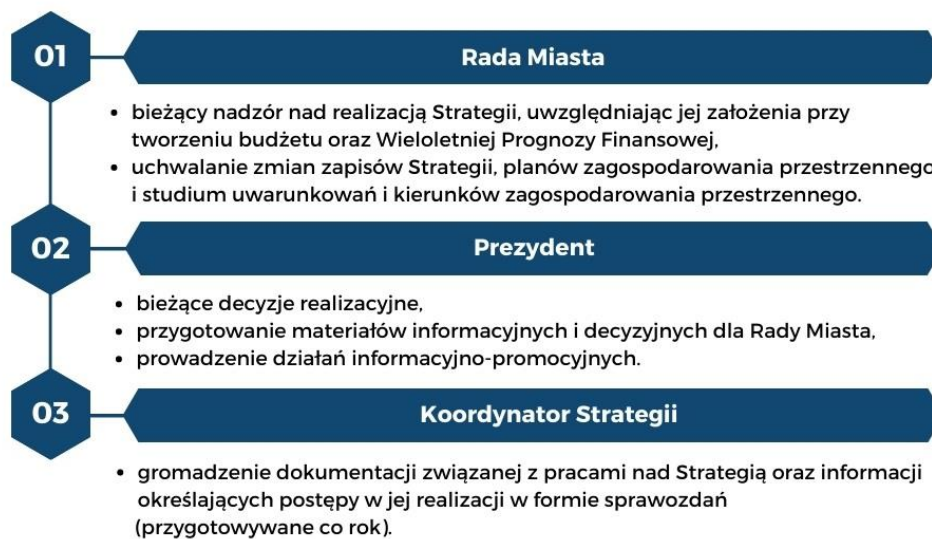 01
Rada Miasta
• bieżący nadzór nad realizacją Strategii, uwzględniając jej założenia przy
tworzeniu budżetu oraz Wieloletniej Prognozy Finansowej,
• uchwalanie zmian zapisów Strategii, planów zagospodarowania przestrzennego
i studium uwarunkowań i kierunków zagospodarowania przestrzennego.
02
Prezydent
• bieżące decyzje realizacyjne,
• przygotowanie materiałów informacyjnych i decyzyjnych dla Rady Miasta,
• prowadzenie działań informacyjno-promocyjnych.
03
Koordynator Strategii
• gromadzenie dokumentacji związanej z pracami nad Strategią oraz informacji
określających postępy w jej realizacji w formie sprawozdań
(przygotowywane co rok).